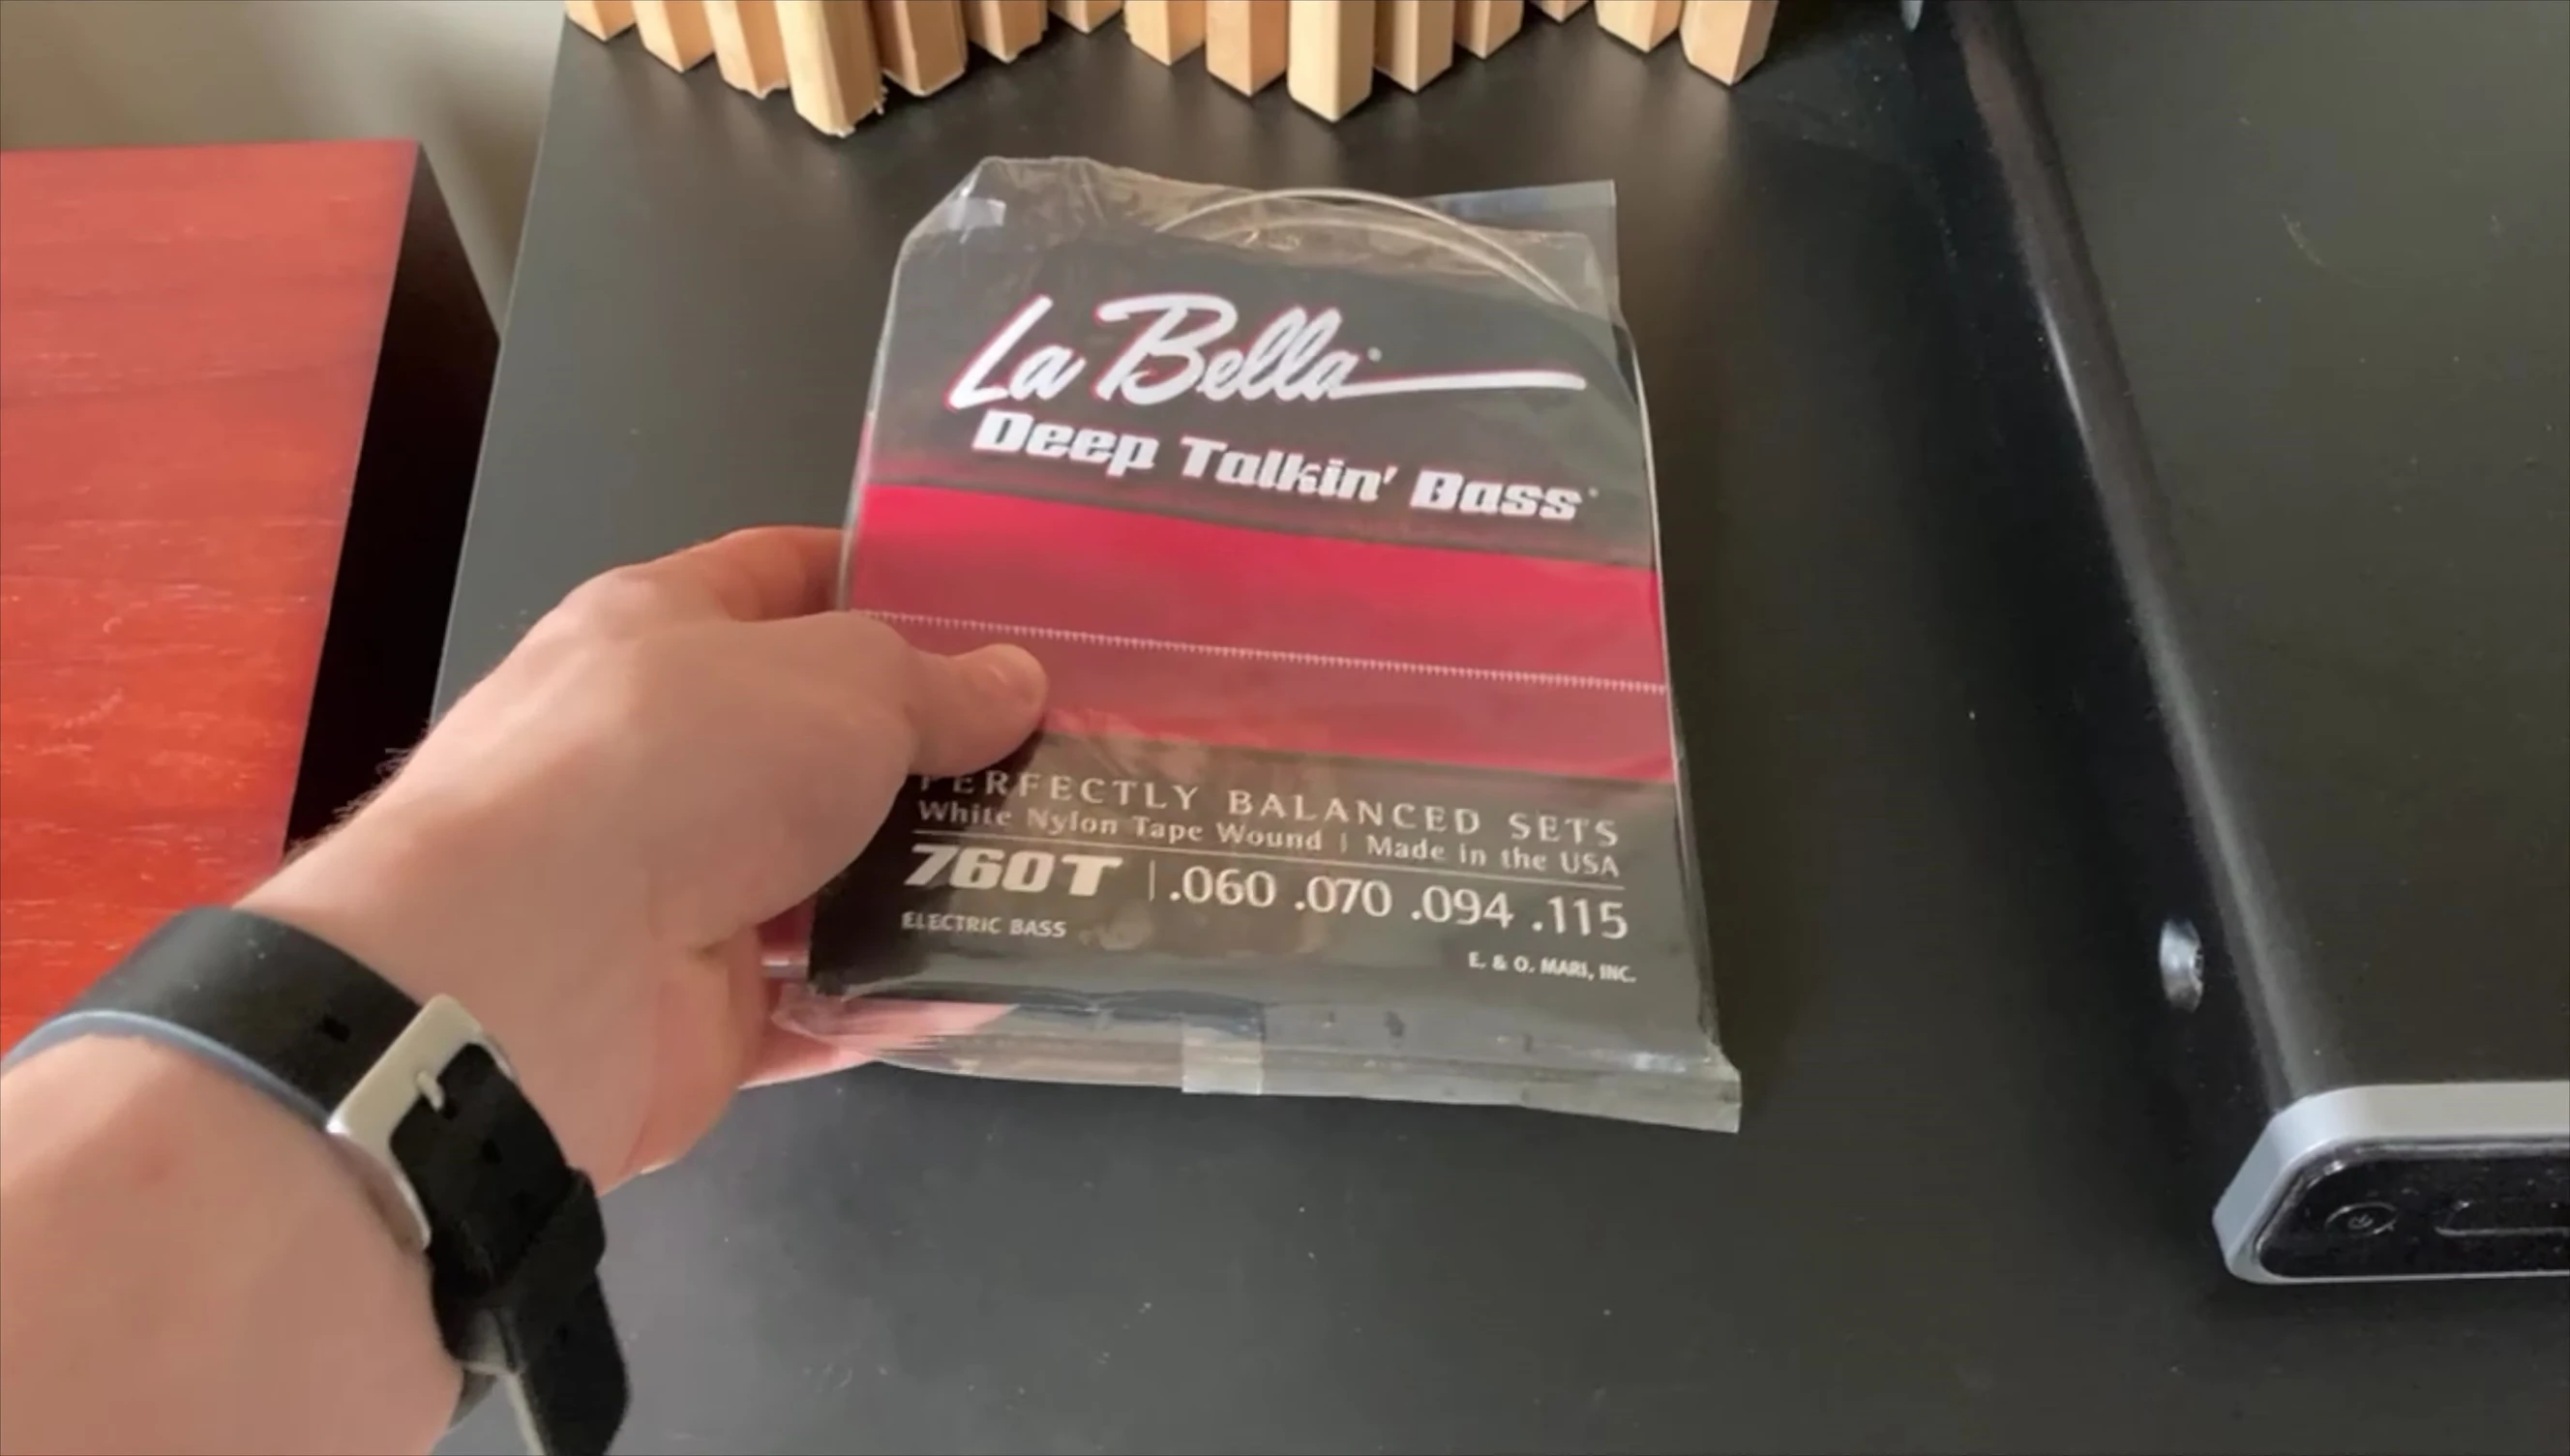 La Bella®
Deep Talkin' Bass®
PERFECTLY BALANCED SETS
White Nylon Tape Wound | Made in the USA
760T | .060 .070 .094 .115
ELECTRIC BASS
E. & O. MARI, INC.